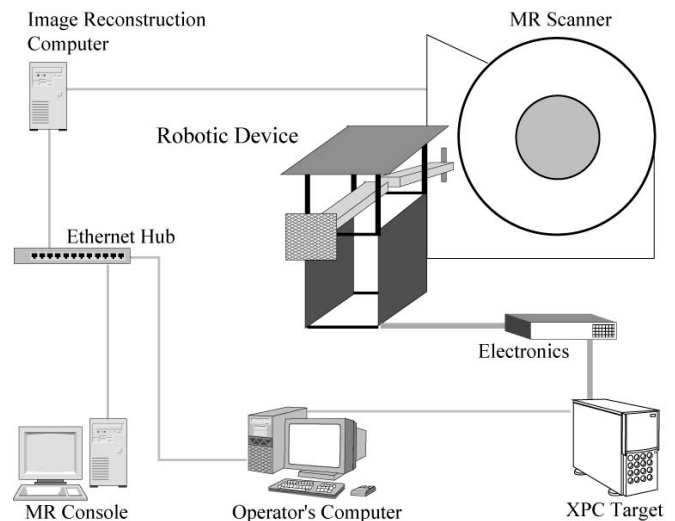 Image Reconstruction
Computer
MR Scanner
Robotic Device
Ethernet Hub
Electronics
MR Console
Operator's Computer
XPC Target